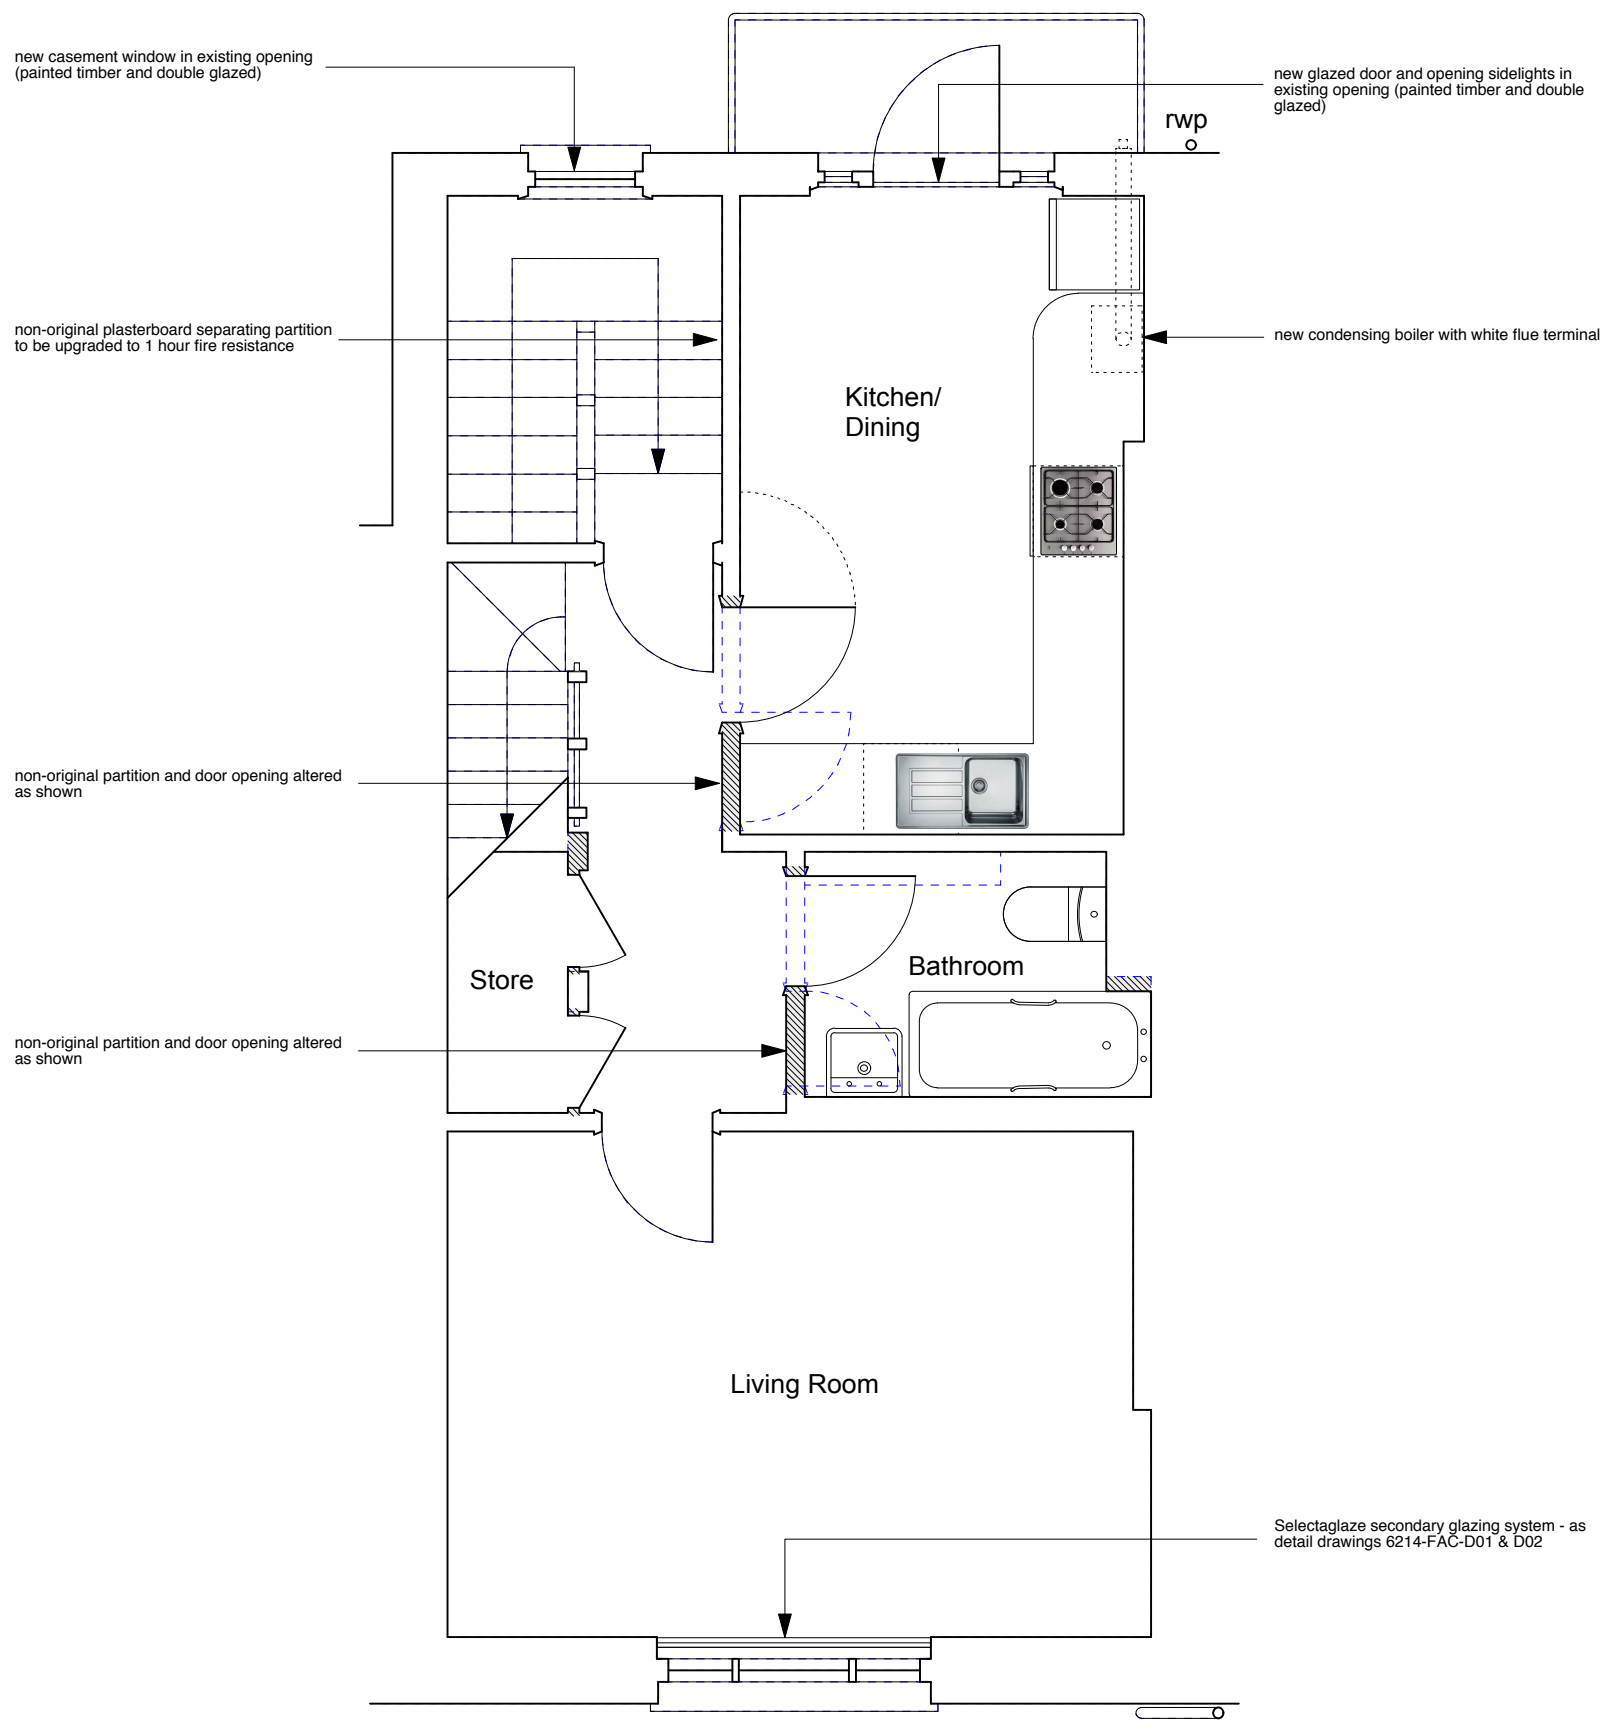 new casement window in existing opening
(painted timber and double glazed)
new glazed door and opening sidelights in
existing opening (painted timber and double
glazed)
rwp
non-original plasterboard separating partition
to be upgraded to 1 hour fire resistance
new condensing boiler with white flue terminal
Kitchen/
Dining
non-original partition and door opening altered
as shown
Bathroom
Store
non-original partition and door opening altered
as shown
Living Room
Selectaglaze secondary glazing system - as
detail drawings 6214-FAC-D01 & D02